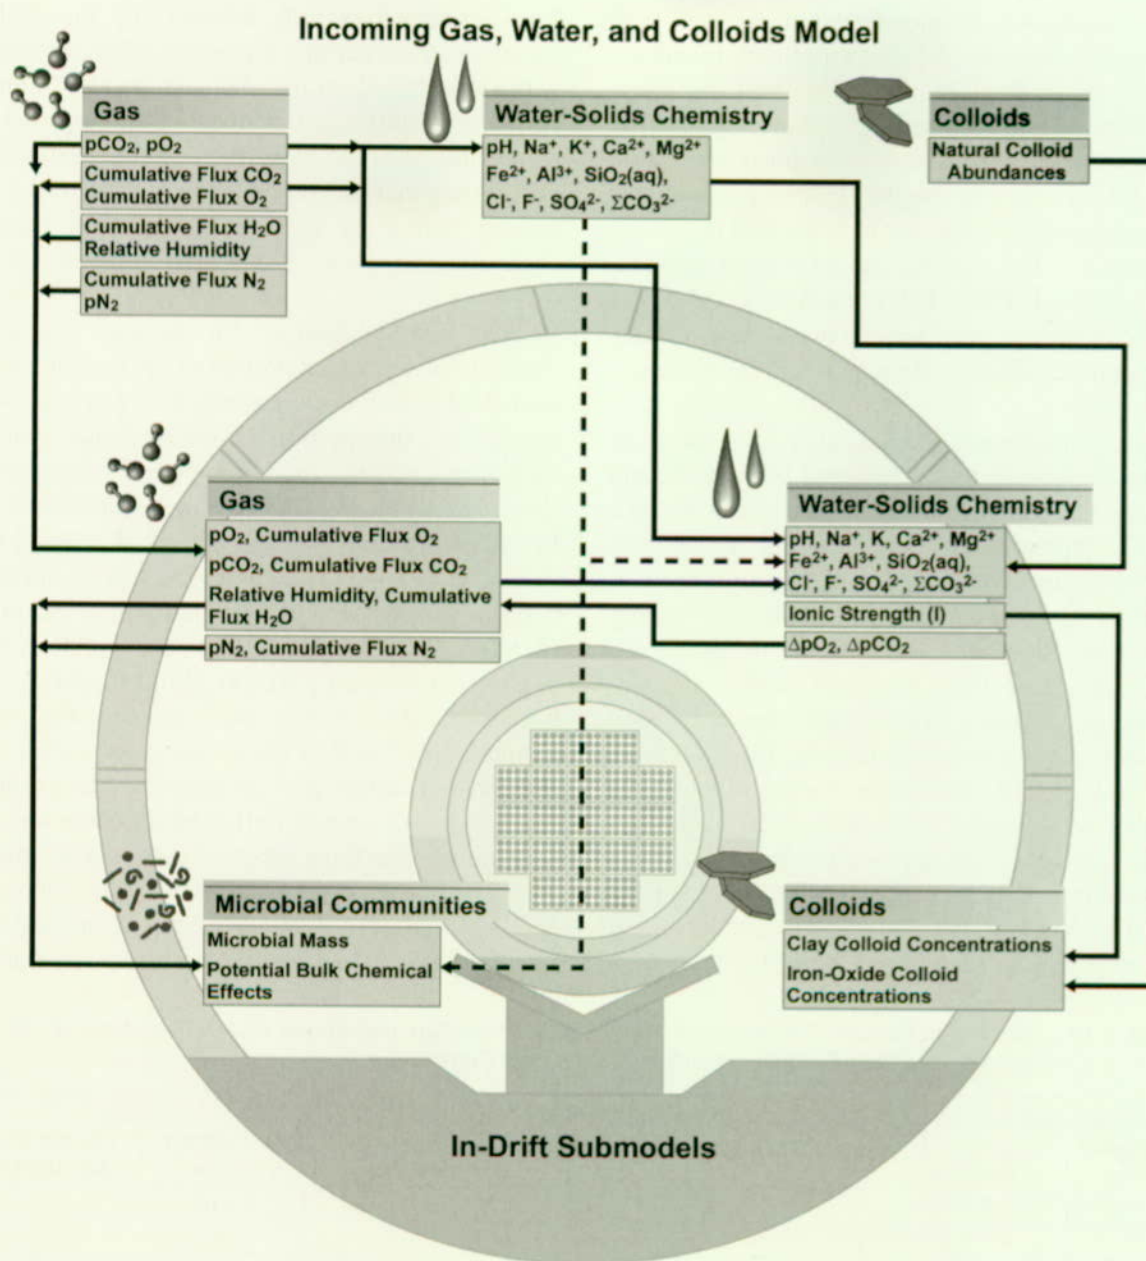 Incoming Gas, Water, and Colloids Model
Gas
pCO₂, pO₂
Cumulative Flux CO₂
Cumulative Flux O₂
Cumulative Flux H₂O
Relative Humidity
Cumulative Flux N₂
pN₂
Water-Solids Chemistry
pH, Na⁺, K⁺, Ca²⁺, Mg²⁺
Fe²⁺, Al³⁺, SiO₂(aq),
Cl⁻, F⁻, SO₄²⁻, ΣCO₃²⁻
Colloids
Natural Colloid
Abundances
Gas
pO₂, Cumulative Flux O₂
pCO₂, Cumulative Flux CO₂
Relative Humidity, Cumulative
Flux H₂O
pN₂, Cumulative Flux N₂
Water-Solids Chemistry
pH, Na⁺, K, Ca²⁺, Mg²⁺
Fe²⁺, Al³⁺, SiO₂(aq),
Cl⁻, F⁻, SO₄²⁻, ΣCO₃²⁻
Ionic Strength (I)
ΔpO₂, ΔpCO₂
Microbial Communities
Microbial Mass
Potential Bulk Chemical
Effects
Colloids
Clay Colloid Concentrations
Iron-Oxide Colloid
Concentrations
In-Drift Submodels